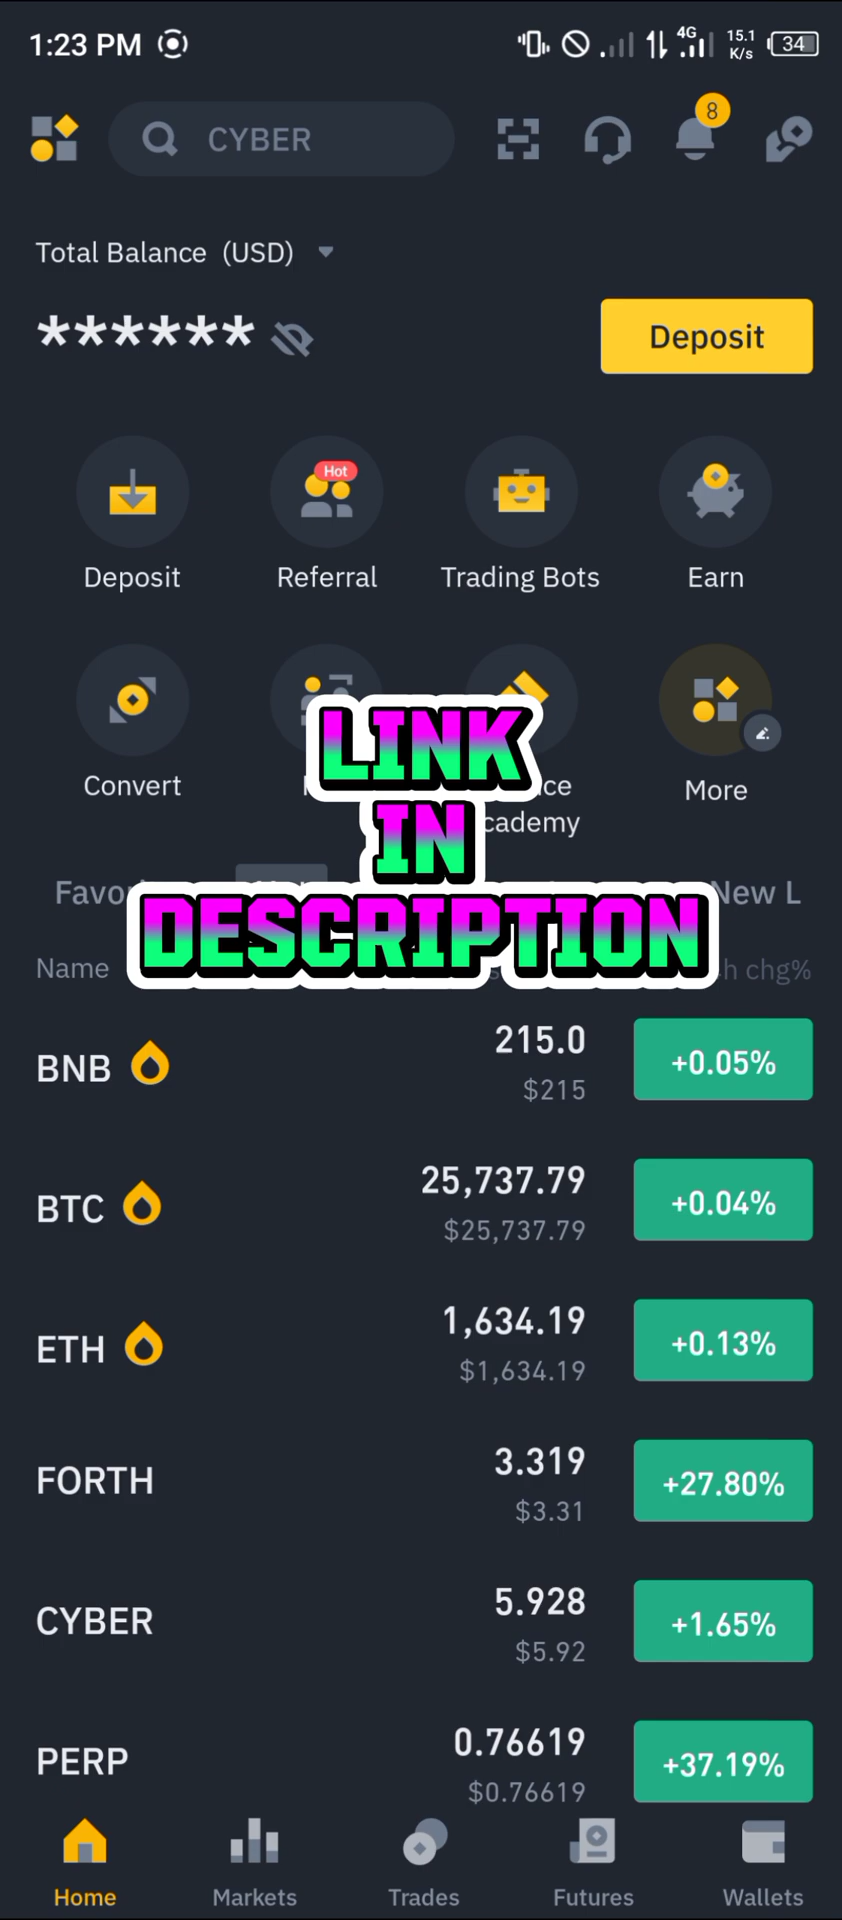 1:23 PM 4G 15.1 K/s 34
CYBER 8
Total Balance (USD)
****** Deposit
Hot
Deposit Referral Trading Bots Earn
Convert More
LINK
IN
DESCRIPTION
Name chg%
BNB 215.0 +0.05%
$215
BTC 25,737.79 +0.04%
$25,737.79
ETH 1,634.19 +0.13%
$1,634.19
FORTH 3.319 +27.80%
$3.31
CYBER 5.928 +1.65%
$5.92
PERP 0.76619 +37.19%
$0.76619
Home Markets Trades Futures Wallets